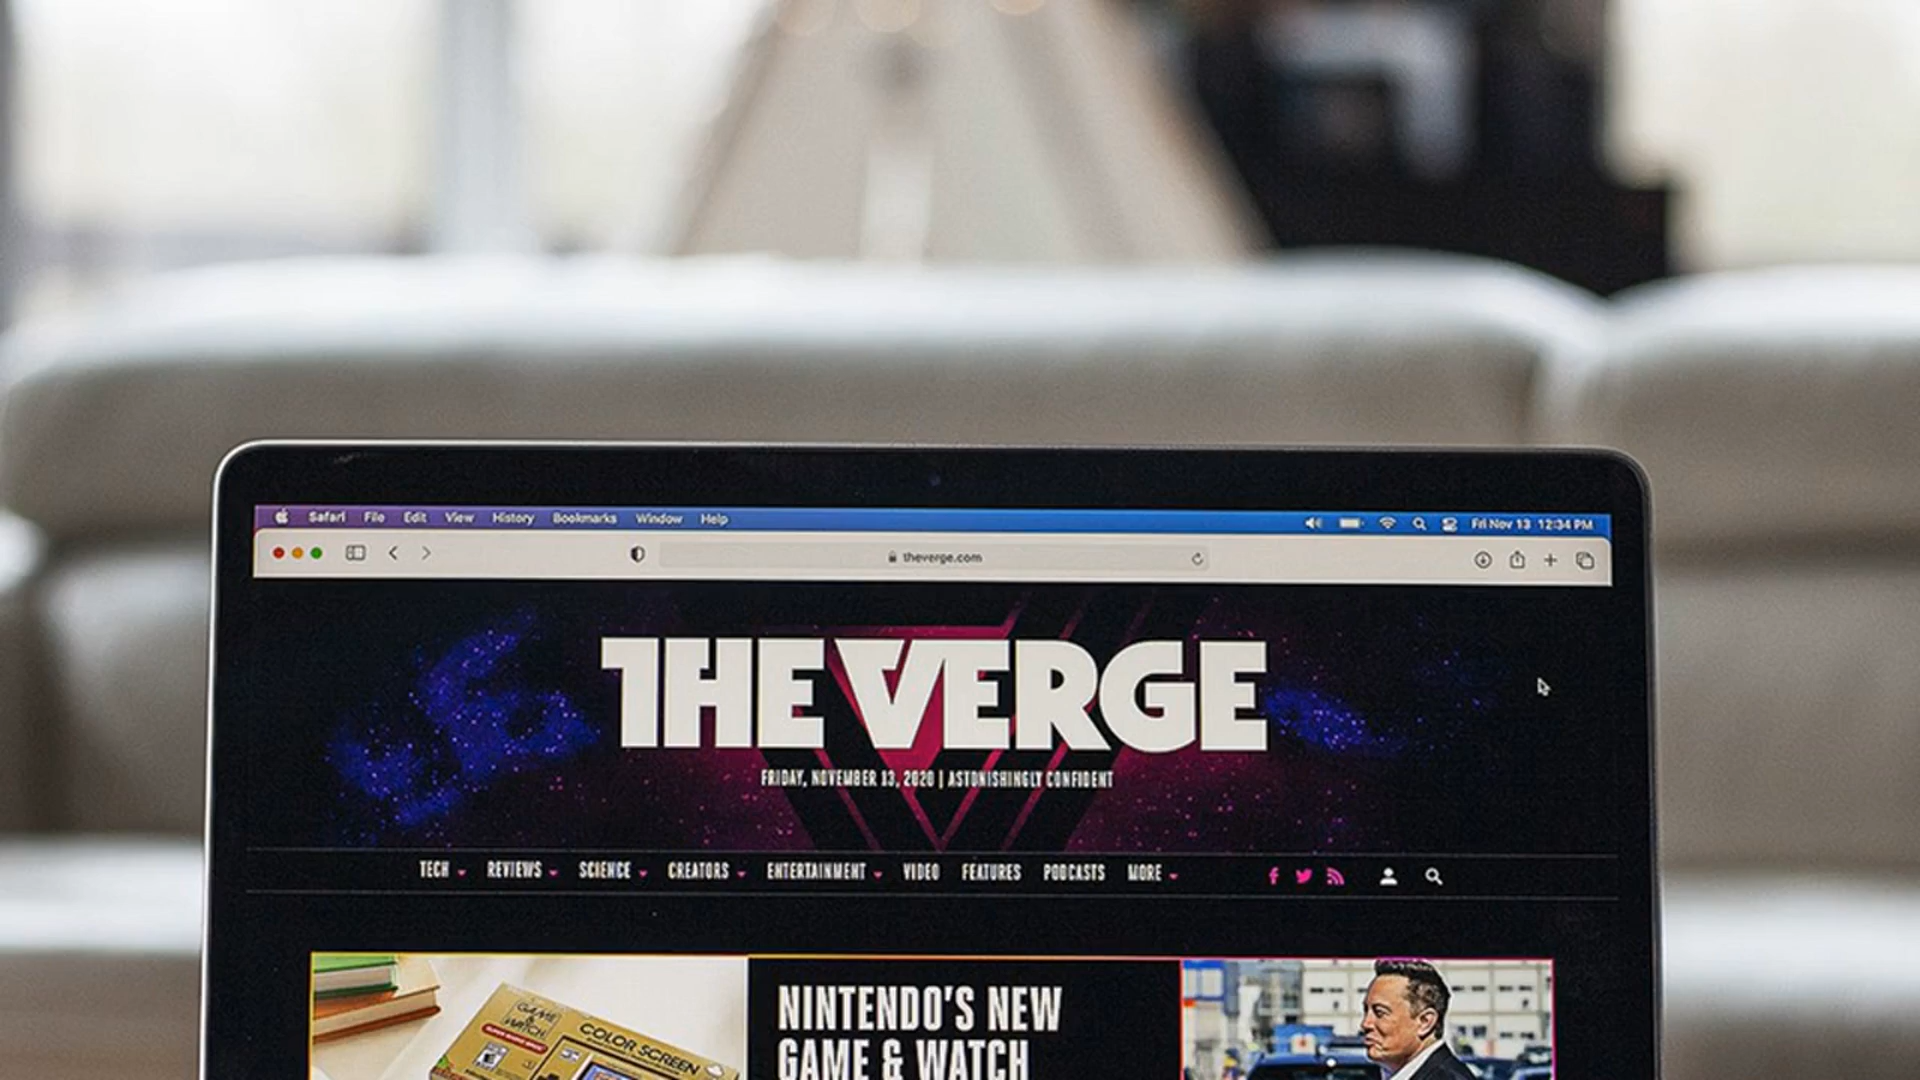 Safari File Edit View History Bookmarks Window Help
Fri Nov 13 12:34 PM
theverge.com
THE VERGE
FRIDAY, NOVEMBER 13, 2020 | ASTONISHINGLY CONFIDENT
TECH REVIEWS SCIENCE CREATORS ENTERTAINMENT VIDEO FEATURES PODCASTS MORE
GAME
&
WATCH
COLOR SCREEN
NINTENDO'S NEW
GAME & WATCH